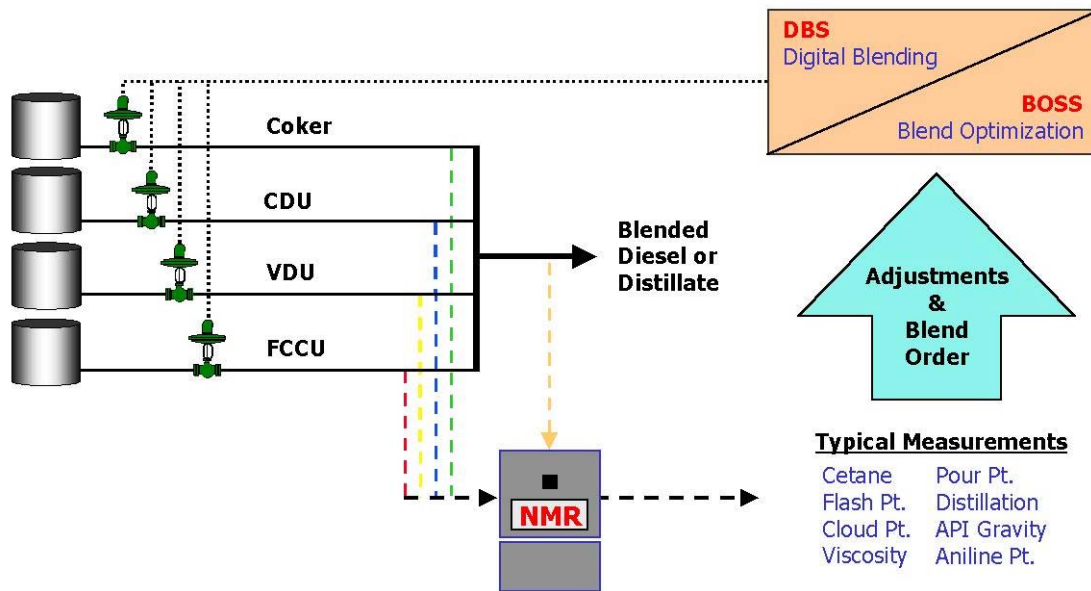 DBS
Digital Blending
BOSS
Blend Optimization
Coker
CDU
VDU
FCCU
Blended
Diesel or
Distillate
Adjustments
&
Blend
Order
NMR
Typical Measurements
Cetane Pour Pt.
Flash Pt. Distillation
Cloud Pt. API Gravity
Viscosity Aniline Pt.